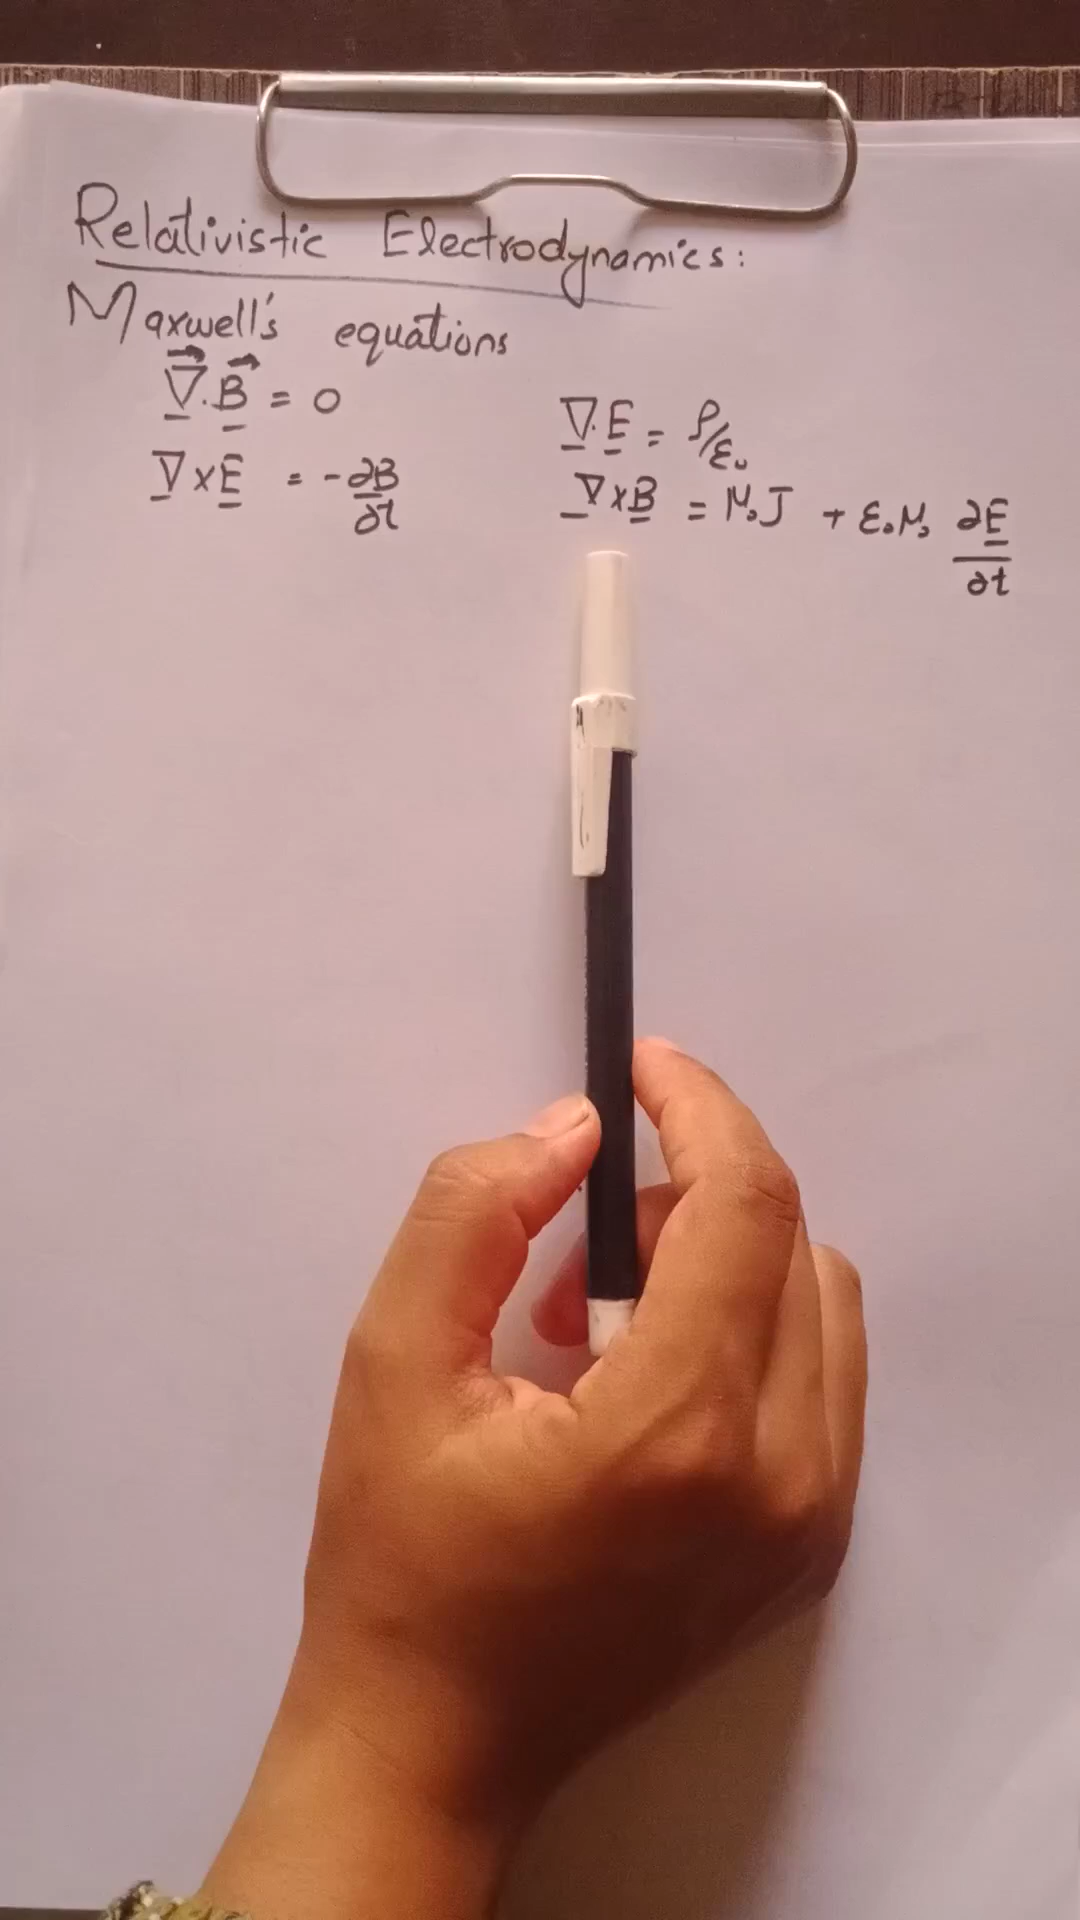 Relativistic Electrodynamics:
Maxwell's equations
∇·B = 0
∇·E = ρ/ε₀
∇×E = -∂B/∂t
∇×B = μ₀J + ε₀μ₀ ∂E/∂t